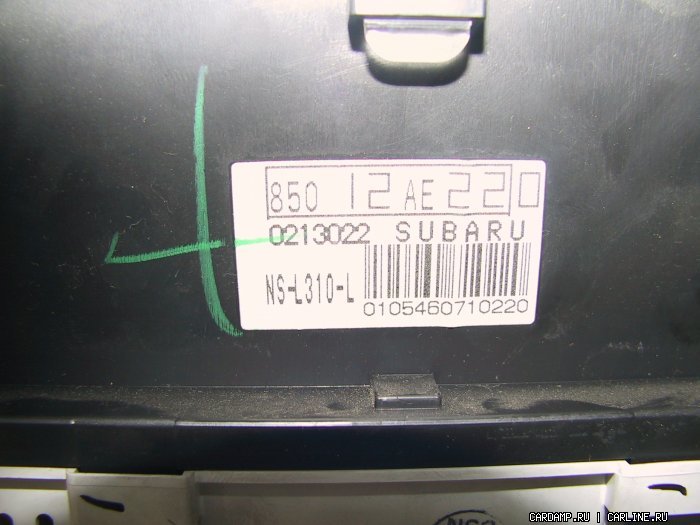 850 12AE220
0213022 SUBARU
NS-L310-L
0105460710220
CARDAMP.RU | CARLINE.RU